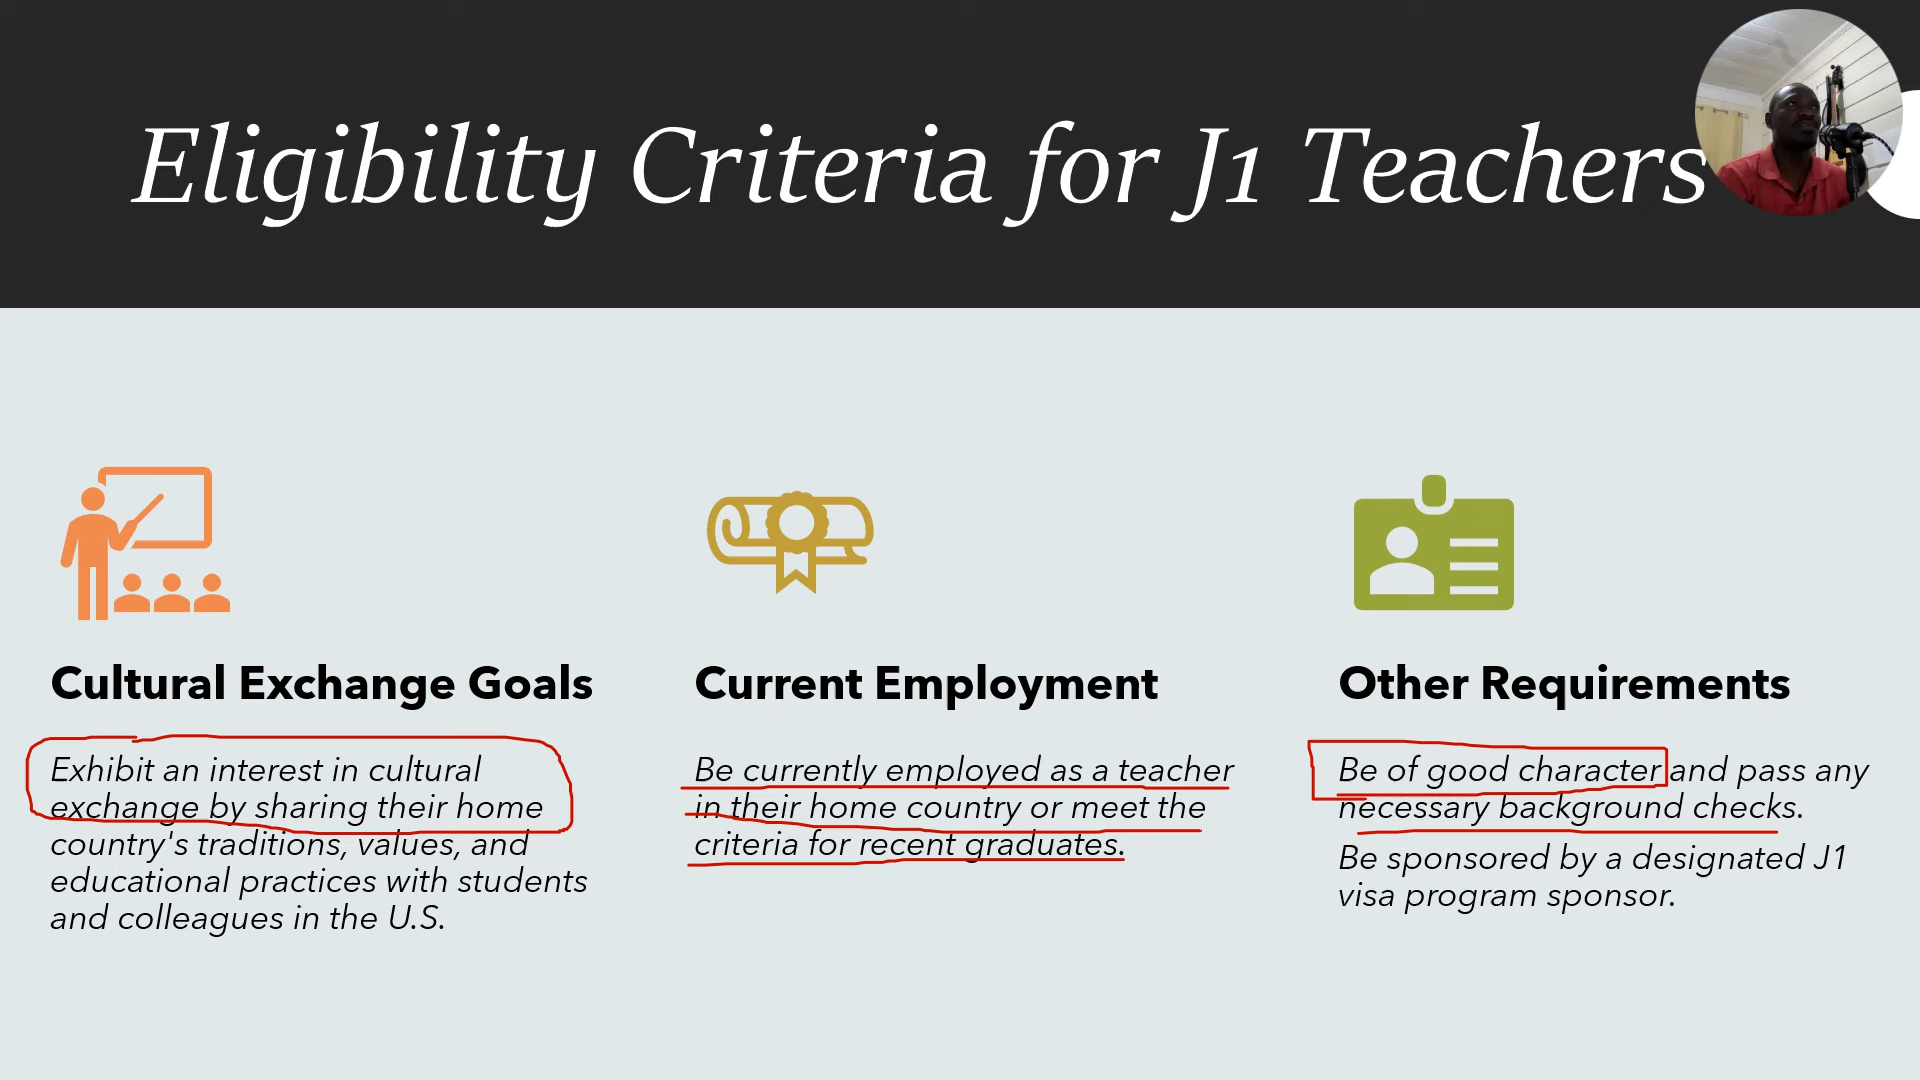 Eligibility Criteria for J1 Teachers
Cultural Exchange Goals
Exhibit an interest in cultural
exchange by sharing their home
country's traditions, values, and
educational practices with students
and colleagues in the U.S.
Current Employment
Be currently employed as a teacher
in their home country or meet the
criteria for recent graduates.
Other Requirements
Be of good character and pass any
necessary background checks.
Be sponsored by a designated J1
visa program sponsor.